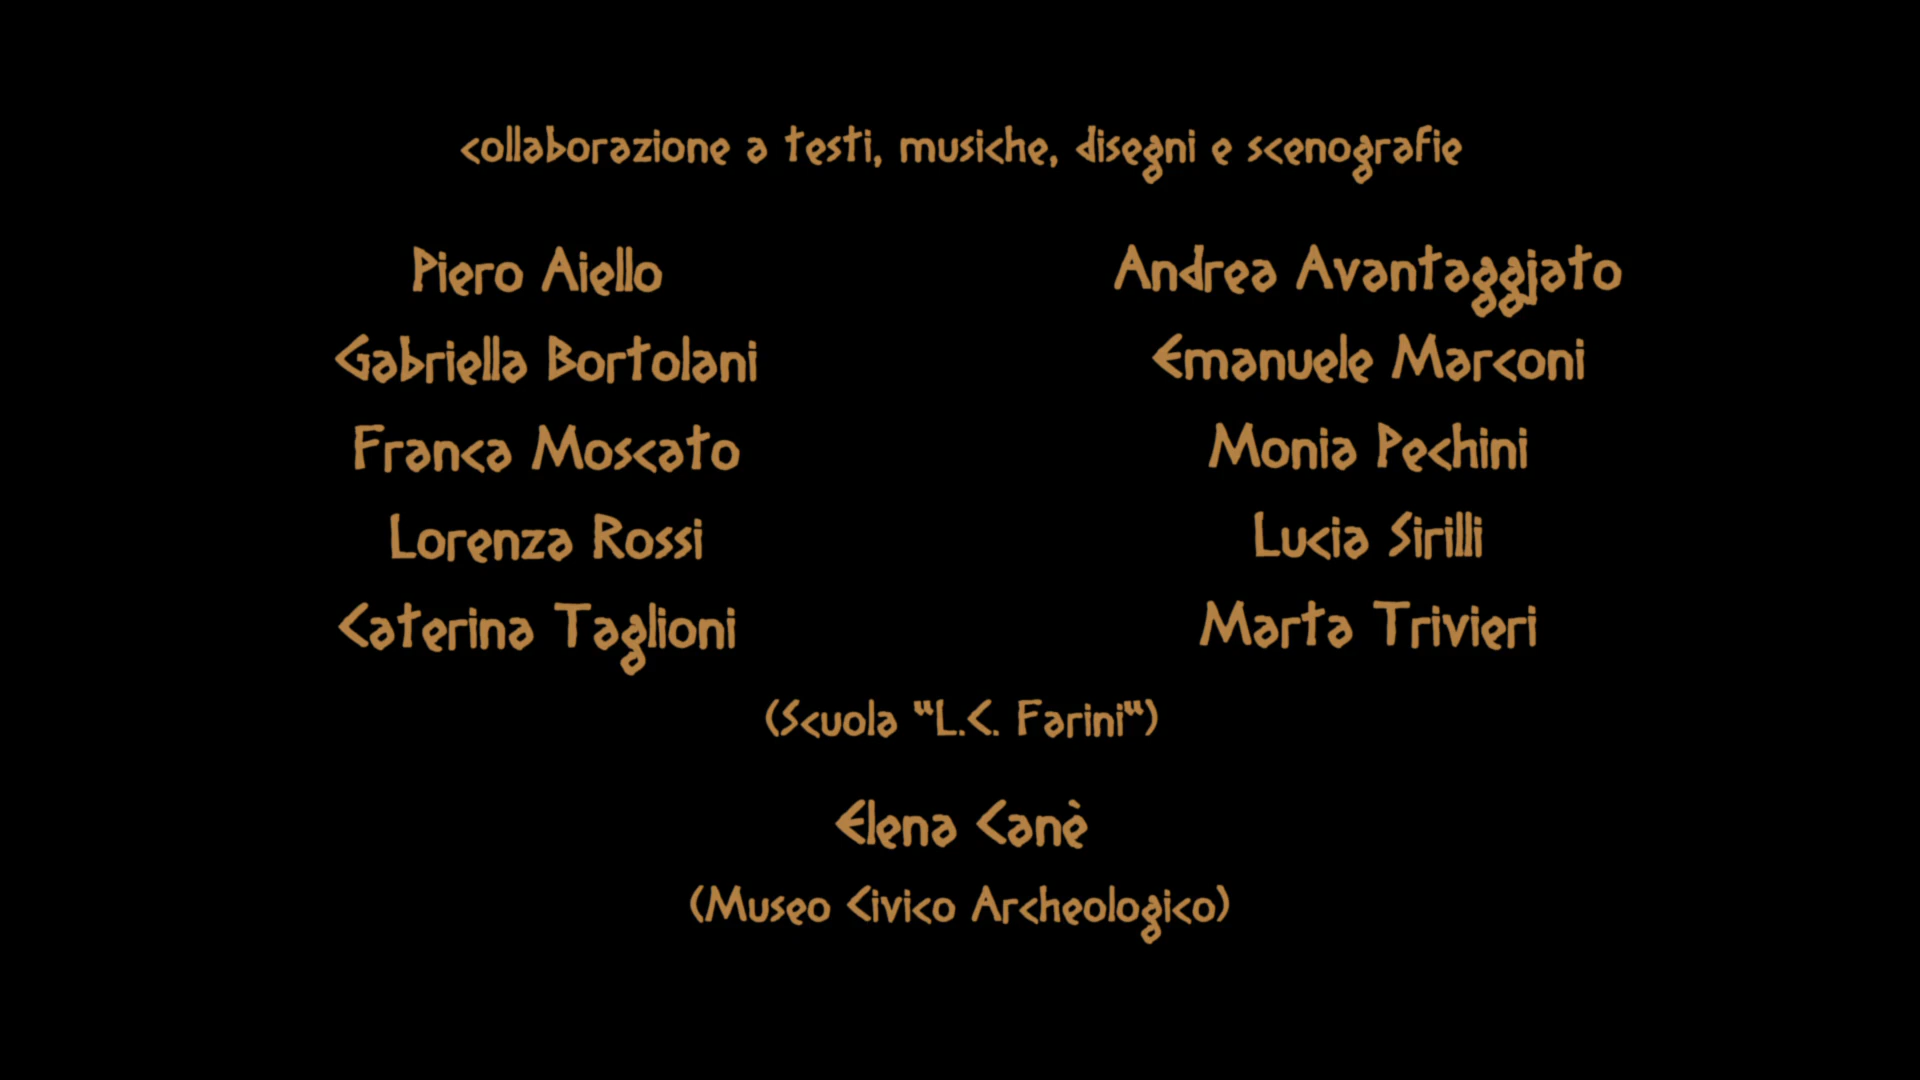 collaborazione a testi, musiche, disegni e scenografie
Piero Aiello
Andrea Avantaggjato
Gabriella Bortolani
Emanuele Marconi
Franca Moscato
Monia Pechini
Lorenza Rossi
Lucia Sirilli
Caterina Taglioni
Marta Trivieri
(Scuola "L.C. Farini")
Elena Canè
(Museo Civico Archeologico)